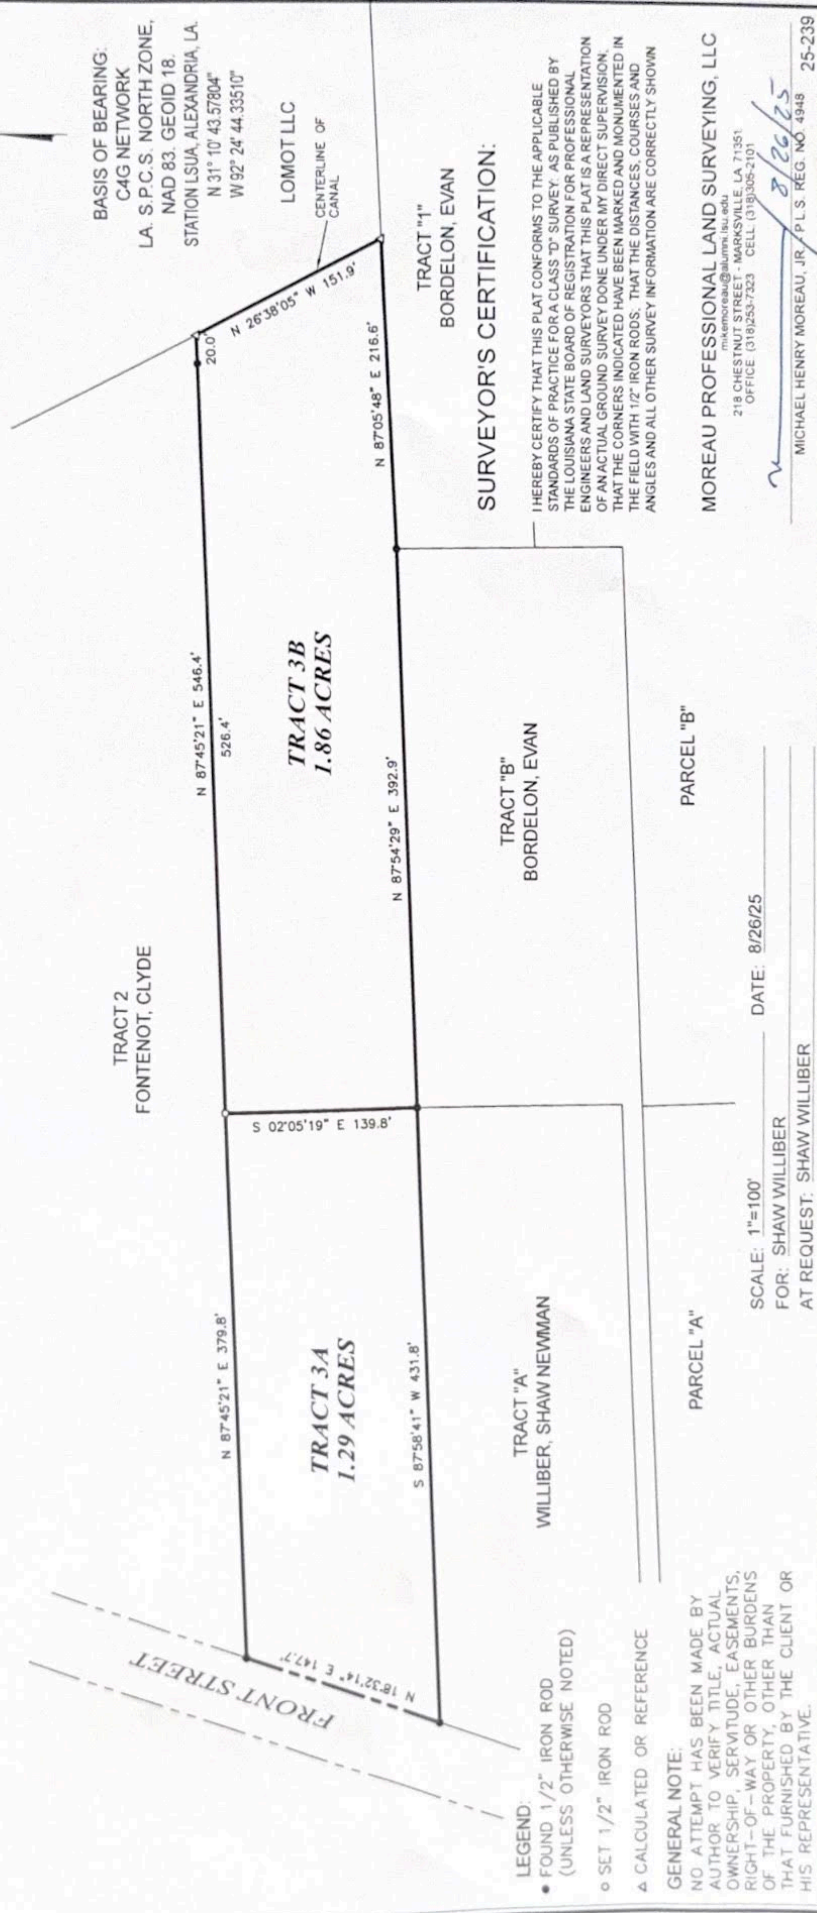 BASIS OF BEARING:
C4G NETWORK
LA. S.P.C.S. NORTH ZONE,
NAD 83. GEOID 18.
STATION LSUA, ALEXANDRIA, LA.
N 31° 10' 43.57804"
W 92° 24' 44.33510"
LOMOT LLC
CENTERLINE OF
CANAL
TRACT 2
FONTENOT, CLYDE
N 87°45'21" E 379.8'
N 87°45'21" E 546.4'
526.4'
20.0'
N 26°38'05" W 151.9'
FRONT STREET
N 18°32'14" E 147.7'
TRACT 3A
1.29 ACRES
S 02°05'19" E 139.8'
TRACT 3B
1.86 ACRES
S 87°58'41" W 431.8'
N 87°54'29" E 392.9'
N 87°05'48" E 216.6'
TRACT "1"
BORDELON, EVAN
TRACT "A"
WILLIBER, SHAW NEWMAN
TRACT "B"
BORDELON, EVAN
PARCEL "A"
PARCEL "B"
SURVEYOR'S CERTIFICATION:
I HEREBY CERTIFY THAT THIS PLAT CONFORMS TO THE APPLICABLE
STANDARDS OF PRACTICE FOR A CLASS "D" SURVEY: AS PUBLISHED BY
THE LOUISIANA STATE BOARD OF REGISTRATION FOR PROFESSIONAL
ENGINEERS AND LAND SURVEYORS THAT THIS PLAT IS A REPRESENTATION
OF AN ACTUAL GROUND SURVEY DONE UNDER MY DIRECT SUPERVISION,
THAT THE CORNERS INDICATED HAVE BEEN MARKED AND MONUMENTED IN
THE FIELD WITH 1/2" IRON RODS, THAT THE DISTANCES, COURSES AND
ANGLES AND ALL OTHER SURVEY INFORMATION ARE CORRECTLY SHOWN
LEGEND:
• FOUND 1/2" IRON ROD
(UNLESS OTHERWISE NOTED)
○ SET 1/2" IRON ROD
△ CALCULATED OR REFERENCE
GENERAL NOTE:
NO ATTEMPT HAS BEEN MADE BY
AUTHOR TO VERIFY TITLE, ACTUAL
OWNERSHIP, SERVITUDE, EASEMENTS,
RIGHT-OF-WAY OR OTHER BURDENS
OF THE PROPERTY, OTHER THAN
THAT FURNISHED BY THE CLIENT OR
HIS REPRESENTATIVE.
SCALE: 1"=100' DATE: 8/26/25
FOR: SHAW WILLIBER
AT REQUEST: SHAW WILLIBER
MOREAU PROFESSIONAL LAND SURVEYING, LLC
mikemoreau@alumni.lsu.edu
218 CHESTNUT STREET - MARKSVILLE, LA 71351
OFFICE: (318)253-7323 CELL: (318)305-2101
8/26/25
MICHAEL HENRY MOREAU, JR. P.L.S. REG. NO. 4948
25-239